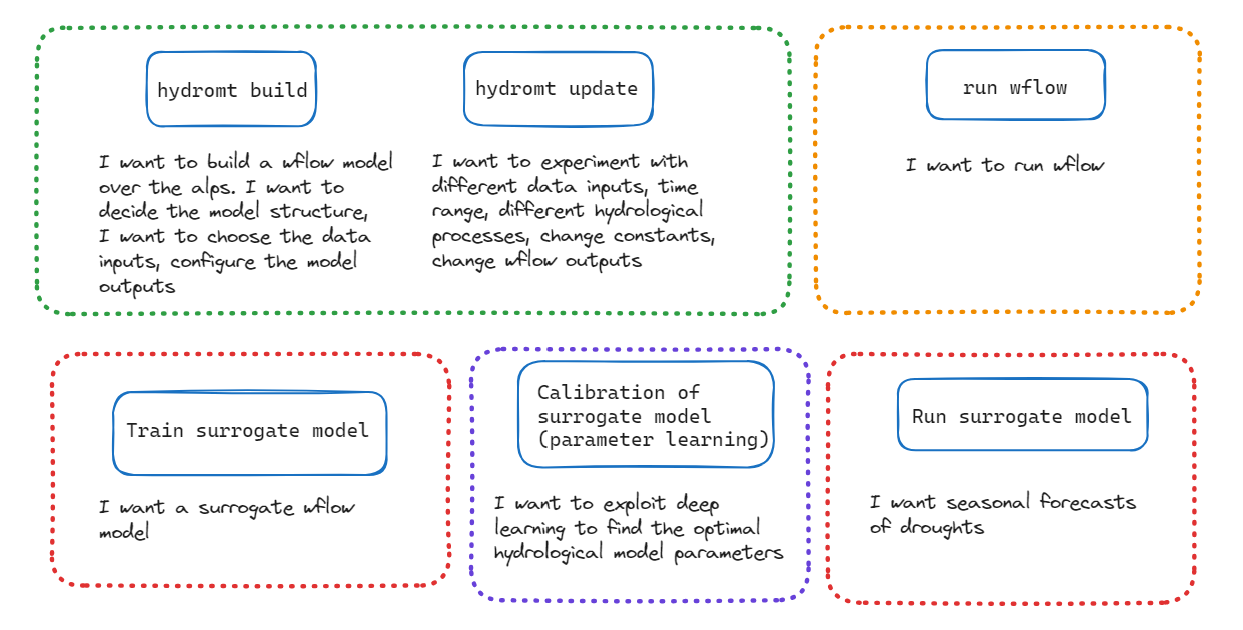 hydromt build
I want to build a wflow model
over the alps. I want to
decide the model structure,
I want to choose the data
inputs, configure the model
outputs
hydromt update
I want to experiment with
different data inputs, time
range, different hydrological
processes, change constants,
change wflow outputs
run wflow
I want to run wflow
Train surrogate model
I want a surrogate wflow
model
Calibration of
surrogate model
(parameter learning)
I want to exploit deep
learning to find the optimal
hydrological model parameters
Run surrogate model
I want seasonal forecasts
of droughts